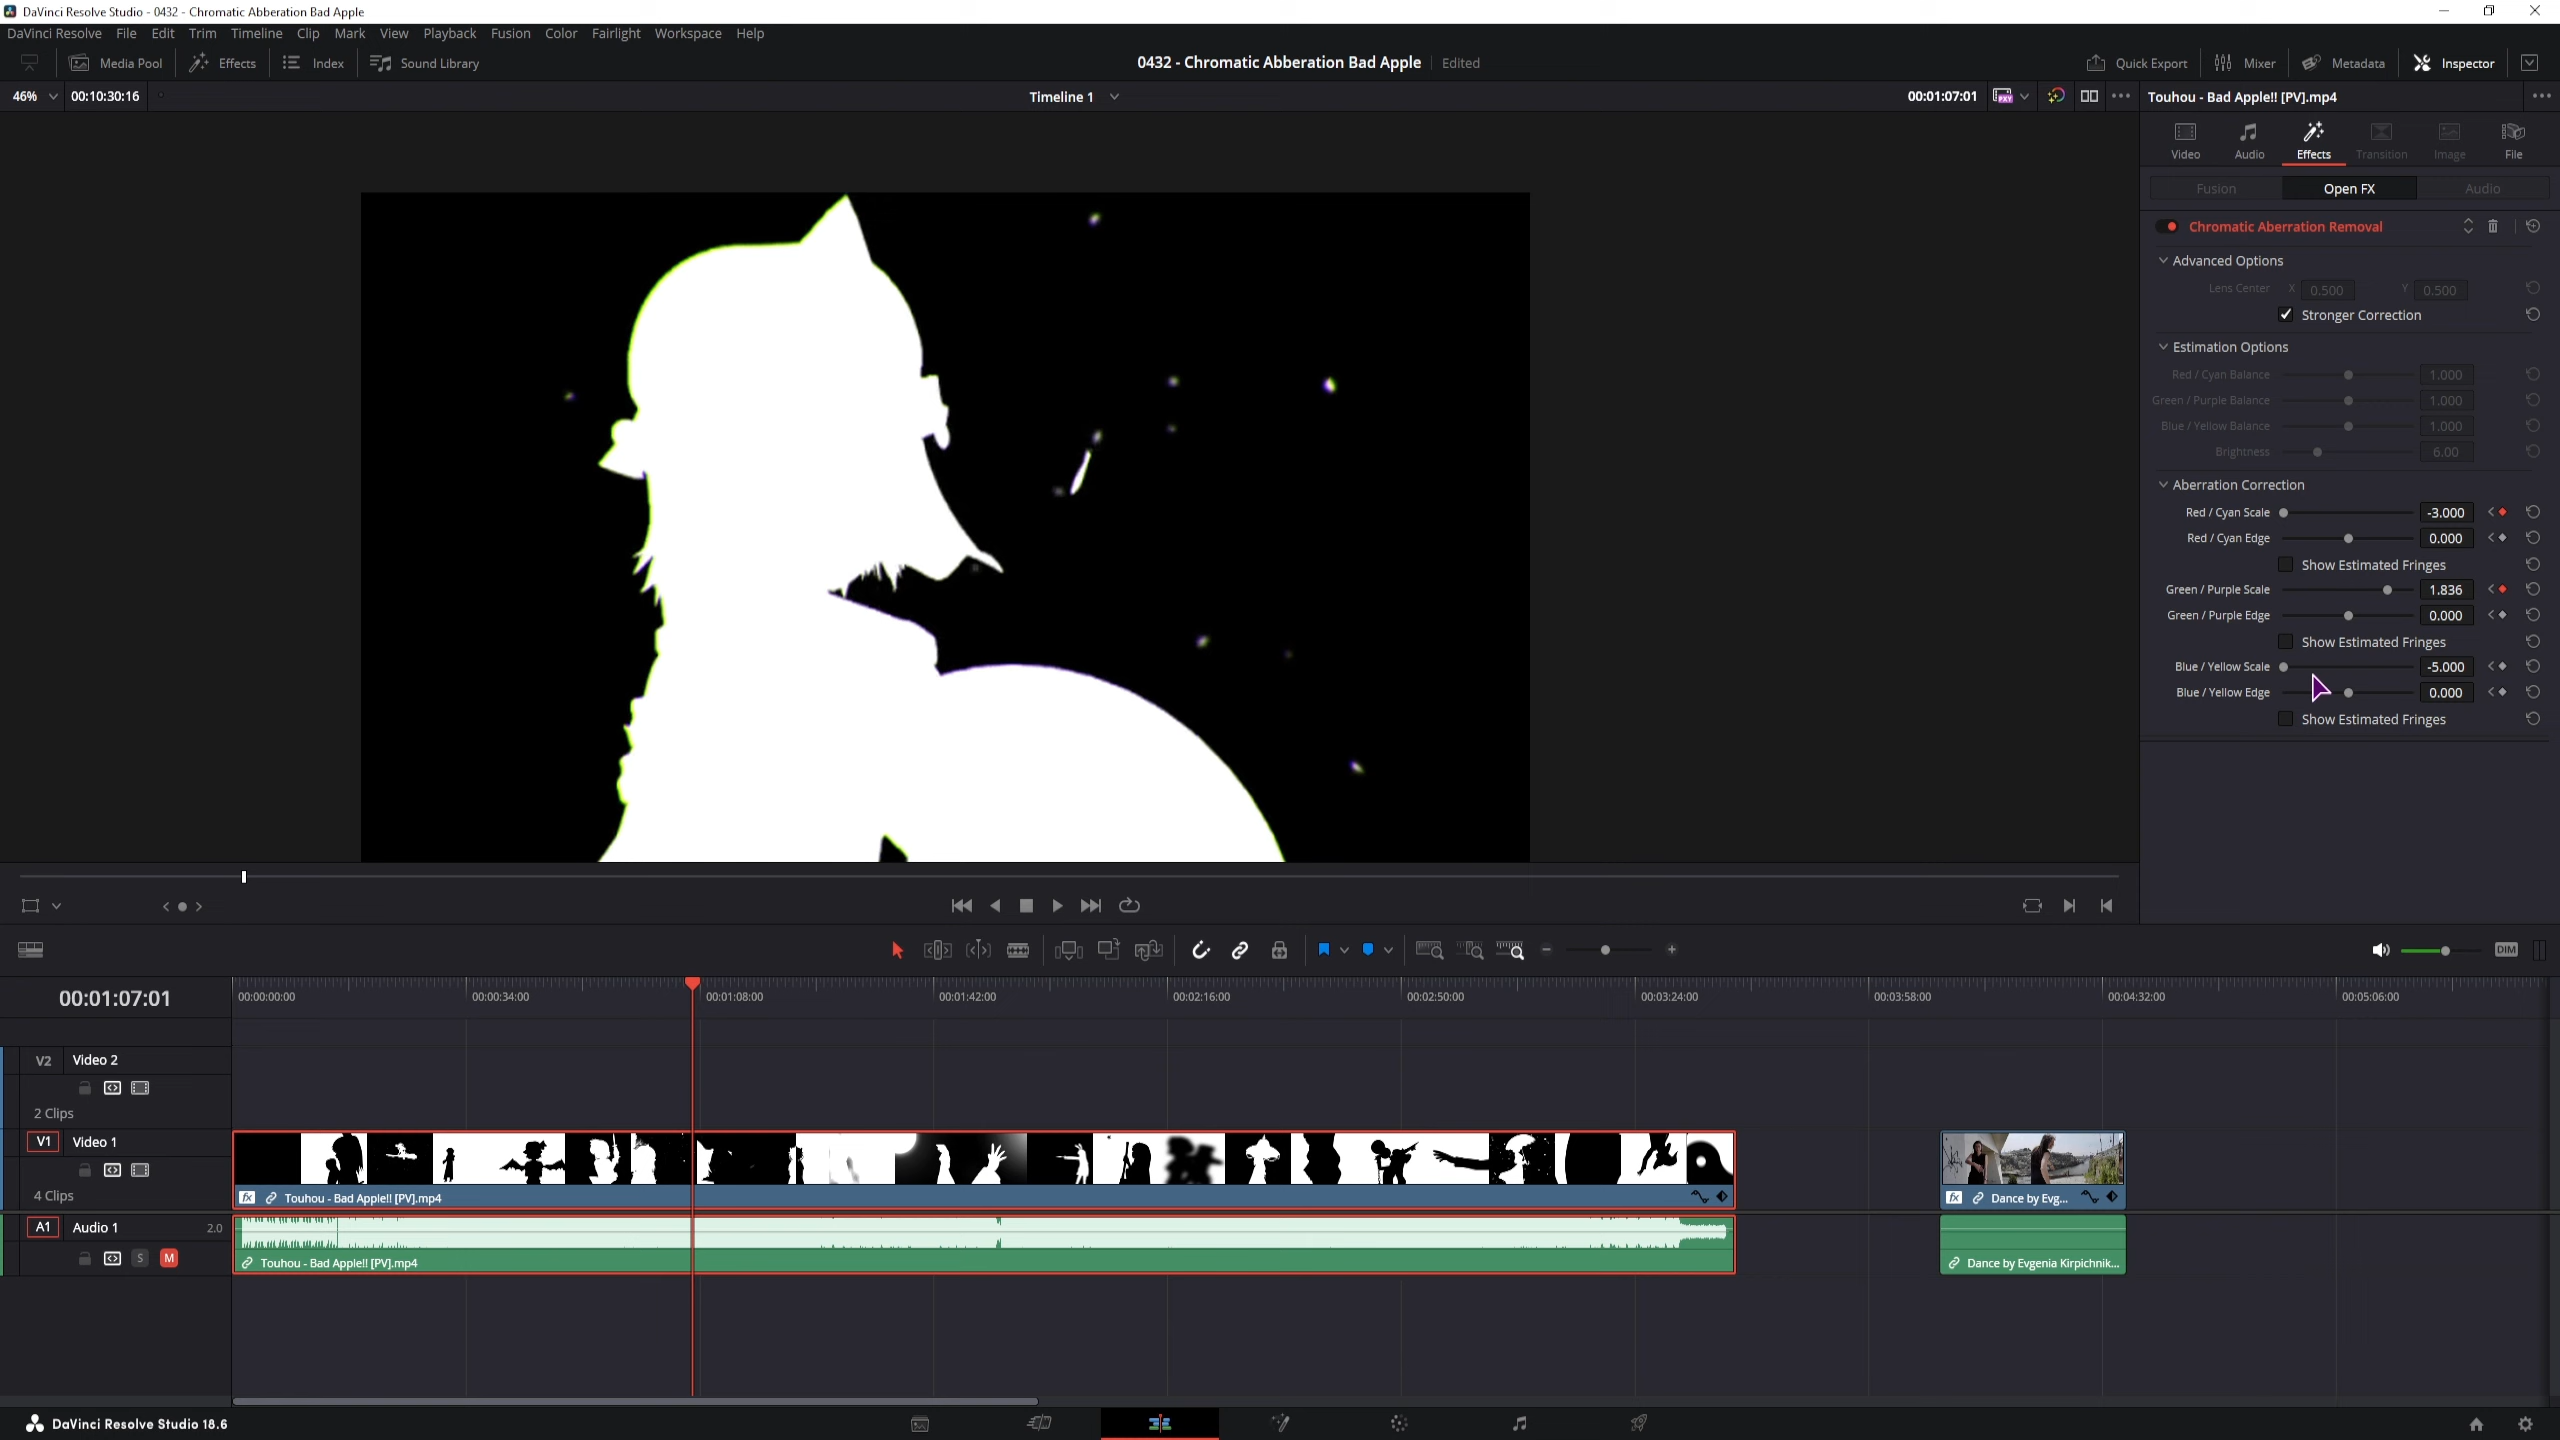 DaVinci Resolve Studio - 0432 - Chromatic Abberation Bad Apple
DaVinci Resolve File Edit Trim Timeline Clip Mark View Playback Fusion Color Fairlight Workspace Help
Media Pool Effects Index Sound Library 0432 - Chromatic Abberation Bad Apple Edited Quick Export Mixer Metadata Inspector
46% 00:10:30:16 Timeline 1 00:01:07:01 PXY Touhou - Bad Apple!! [PV].mp4
Video Audio Effects Transition Image File
Fusion Open FX Audio
Chromatic Aberration Removal
Advanced Options
Lens Center X 0.500 Y 0.500
Stronger Correction
Estimation Options
Red / Cyan Balance 1.000
Green / Purple Balance 1.000
Blue / Yellow Balance 1.000
Brightness 6.00
Aberration Correction
Red / Cyan Scale -3.000
Red / Cyan Edge 0.000
Show Estimated Fringes
Green / Purple Scale 1.836
Green / Purple Edge 0.000
Show Estimated Fringes
Blue / Yellow Scale -5.000
Blue / Yellow Edge 0.000
Show Estimated Fringes
DIM
00:01:07:01 00:00:00:00 00:00:34:00 00:01:08:00 00:01:42:00 00:02:16:00 00:02:50:00 00:03:24:00 00:03:58:00 00:04:32:00 00:05:06:00
V2 Video 2
2 Clips
V1 Video 1
4 Clips
fx Touhou - Bad Apple!! [PV].mp4 fx Dance by Evg...
A1 Audio 1 2.0
S M
Touhou - Bad Apple!! [PV].mp4 Dance by Evgenia Kirpichnik...
DaVinci Resolve Studio 18.6